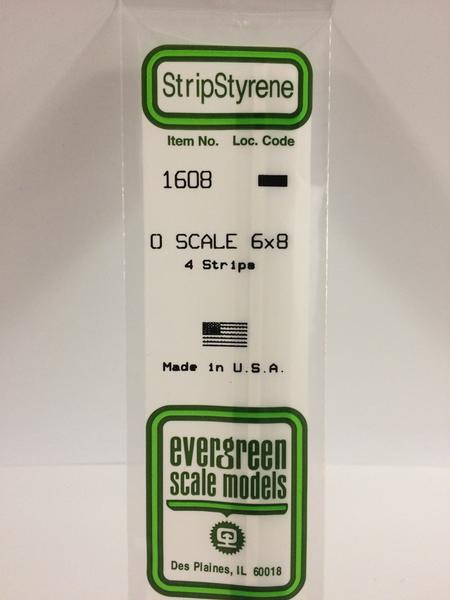 StripStyrene
Item No. Loc. Code
1608
O SCALE 6x8
4 Strips
Made in U.S.A.
evergreen
scale models
Des Plaines, IL 60018